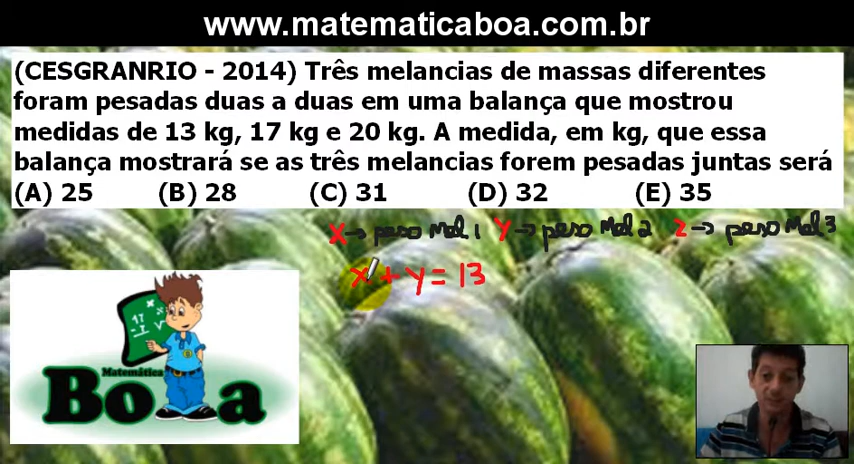 www.matematicaboa.com.br
(CESGRANRIO - 2014) Três melancias de massas diferentes
foram pesadas duas a duas em uma balança que mostrou
medidas de 13 kg, 17 kg e 20 kg. A medida, em kg, que essa
balança mostrará se as três melancias forem pesadas juntas será
(A) 25 (B) 28 (C) 31 (D) 32 (E) 35
x → peso Mel 1 y → peso Mel 2 z → peso Mel 3
x + y = 13
17
Matemática
Boa